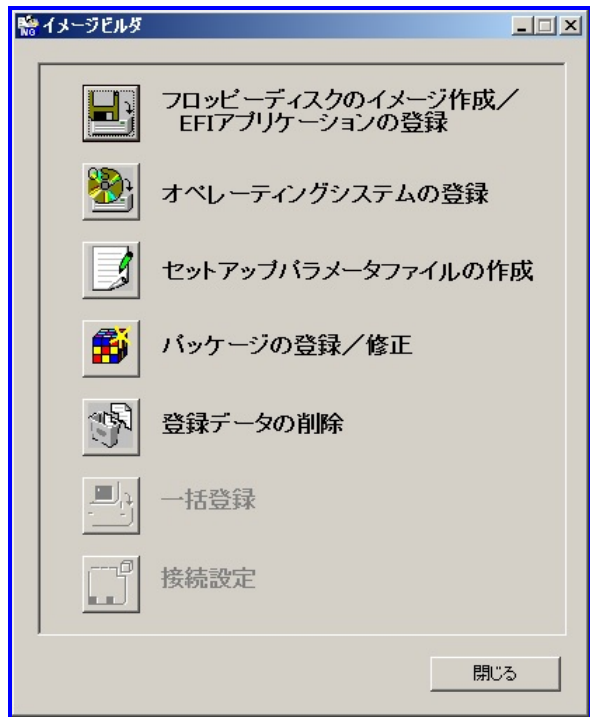 イメージビルダ
フロッピーディスクのイメージ作成／
EFIアプリケーションの登録
オペレーティングシステムの登録
セットアップパラメータファイルの作成
パッケージの登録／修正
登録データの削除
一括登録
接続設定
閉じる